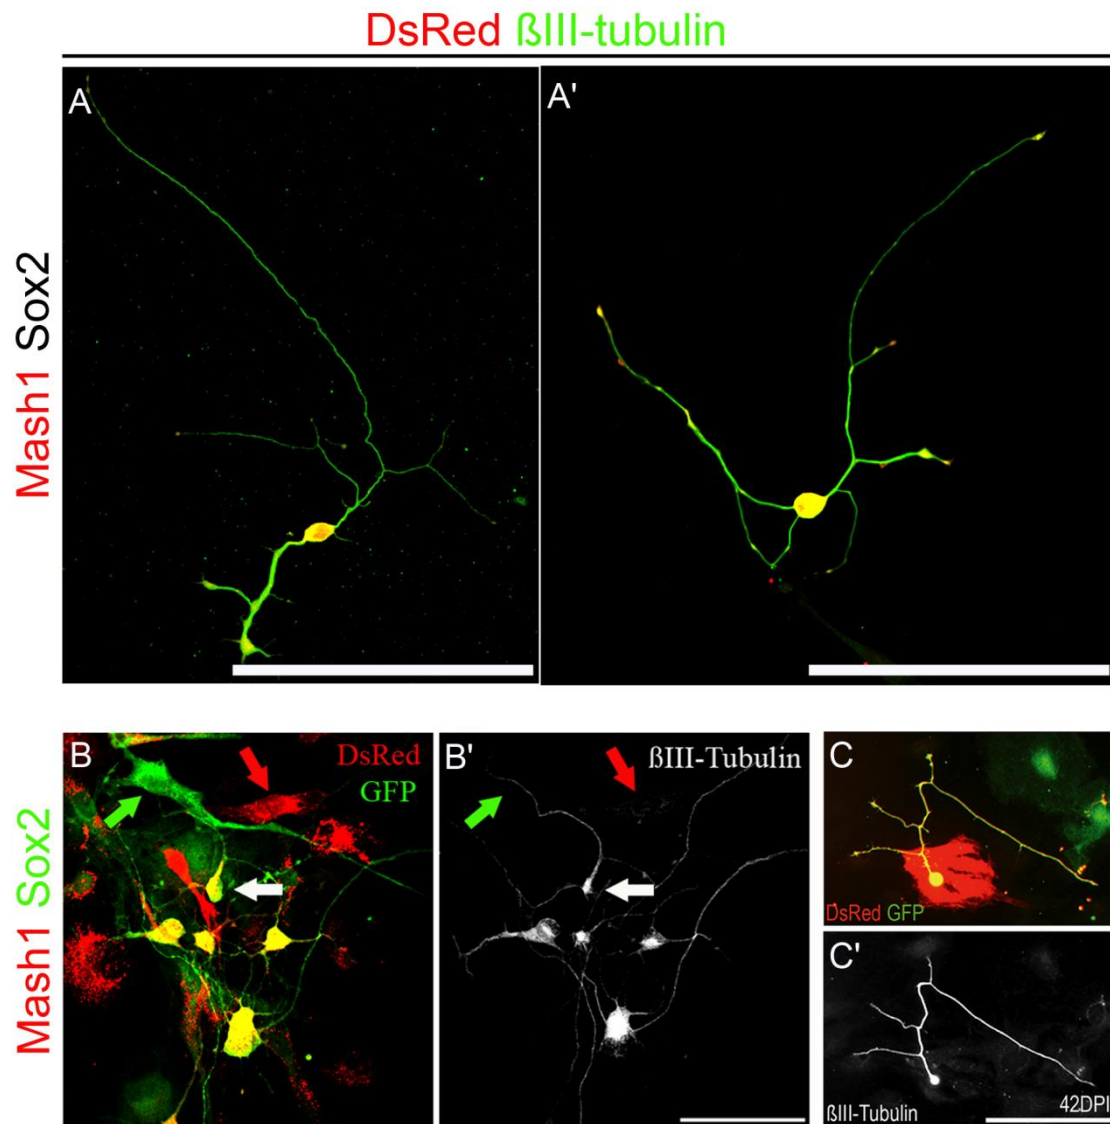 DsRed ßIII-tubulin
A
A'
Mash1 Sox2
B
DsRed
GFP
B'
ßIII-Tubulin
Mash1 Sox2
C
DsRed GFP
C'
ßIII-Tubulin
42DPI